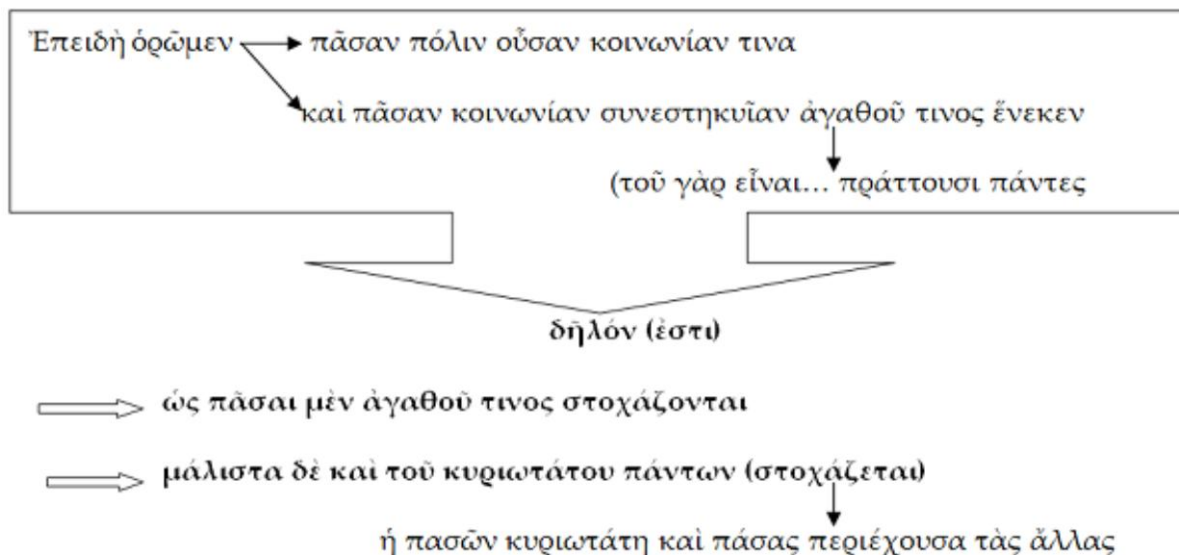 Ἐπειδὴ ὁρῶμεν πᾶσαν πόλιν οὖσαν κοινωνίαν τινα
καὶ πᾶσαν κοινωνίαν συνεστηκυῖαν ἀγαθοῦ τινος ἕνεκεν
(τοῦ γὰρ εἶναι… πράττουσι πάντες
δῆλόν (ἐστι)
ὡς πᾶσαι μὲν ἀγαθοῦ τινος στοχάζονται
μάλιστα δὲ καὶ τοῦ κυριωτάτου πάντων (στοχάζεται)
ἡ πασῶν κυριωτάτη καὶ πάσας περιέχουσα τὰς ἄλλας